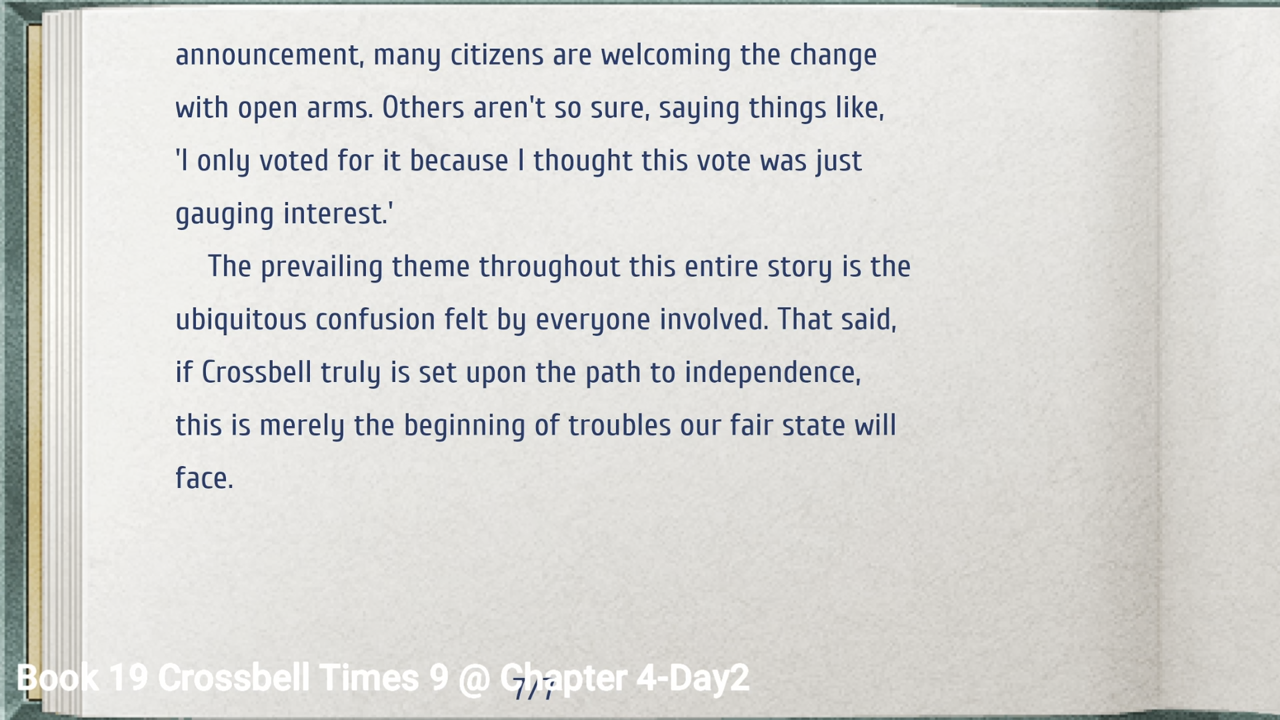 announcement, many citizens are welcoming the change
with open arms. Others aren't so sure, saying things like,
'I only voted for it because I thought this vote was just
gauging interest.'
The prevailing theme throughout this entire story is the
ubiquitous confusion felt by everyone involved. That said,
if Crossbell truly is set upon the path to independence,
this is merely the beginning of troubles our fair state will
face.
Book 19 Crossbell Times 9 @ Chapter 4-Day2
7/7